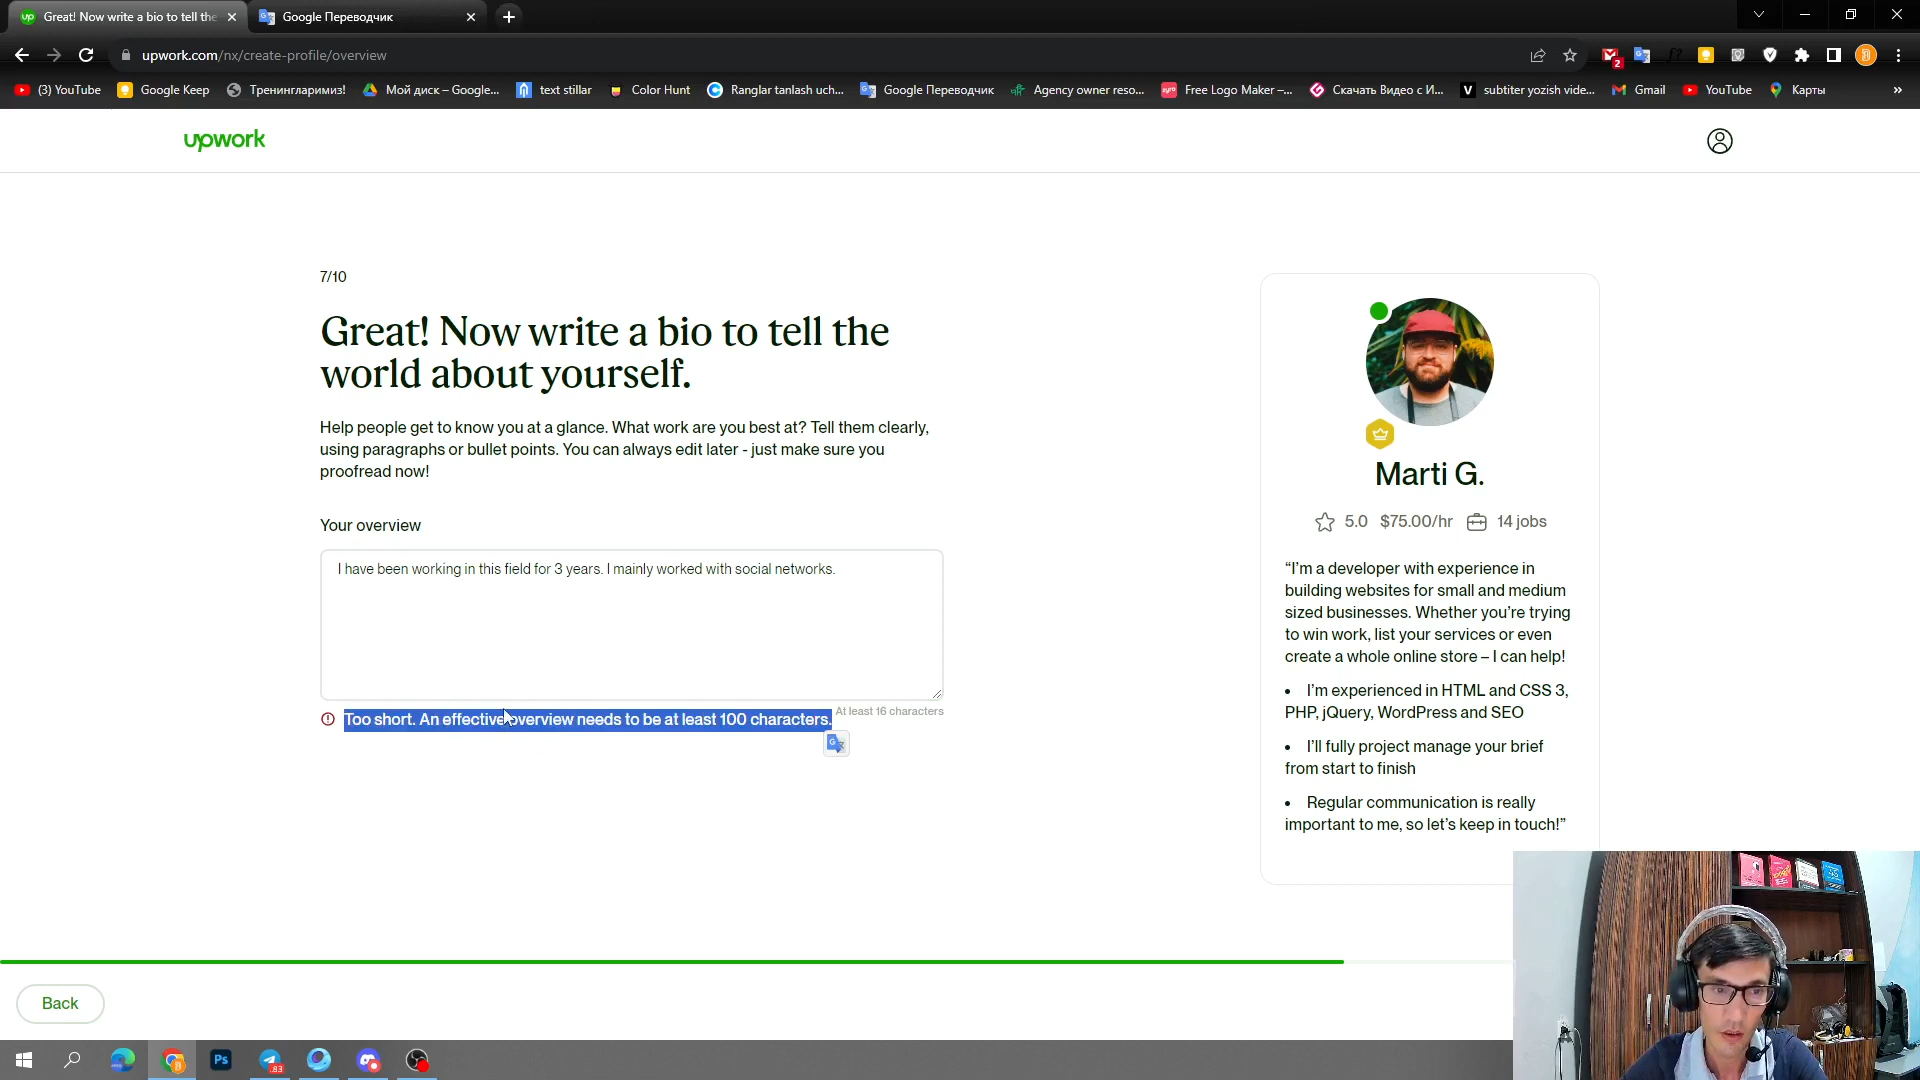 Great! Now write a bio to tell the
Google Переводчик
upwork.com/nx/create-profile/overview
2
(3) YouTube
Google Keep
Тренингларимиз!
Мой диск – Google...
text stillar
Color Hunt
Ranglar tanlash uch...
Google Переводчик
Agency owner reso...
Free Logo Maker –...
Скачать Видео с И...
subtiter yozish vide...
Gmail
YouTube
Карты
upwork
7/10
Great! Now write a bio to tell the
world about yourself.
Help people get to know you at a glance. What work are you best at? Tell them clearly,
using paragraphs or bullet points. You can always edit later - just make sure you
proofread now!
Your overview
I have been working in this field for 3 years. I mainly worked with social networks.
Too short. An effective overview needs to be at least 100 characters.
At least 16 characters
Marti G.
5.0 $75.00/hr 14 jobs
“I’m a developer with experience in
building websites for small and medium
sized businesses. Whether you’re trying
to win work, list your services or even
create a whole online store – I can help!
• I’m experienced in HTML and CSS 3,
PHP, jQuery, WordPress and SEO
• I’ll fully project manage your brief
from start to finish
• Regular communication is really
important to me, so let’s keep in touch!”
Back
Ps
83